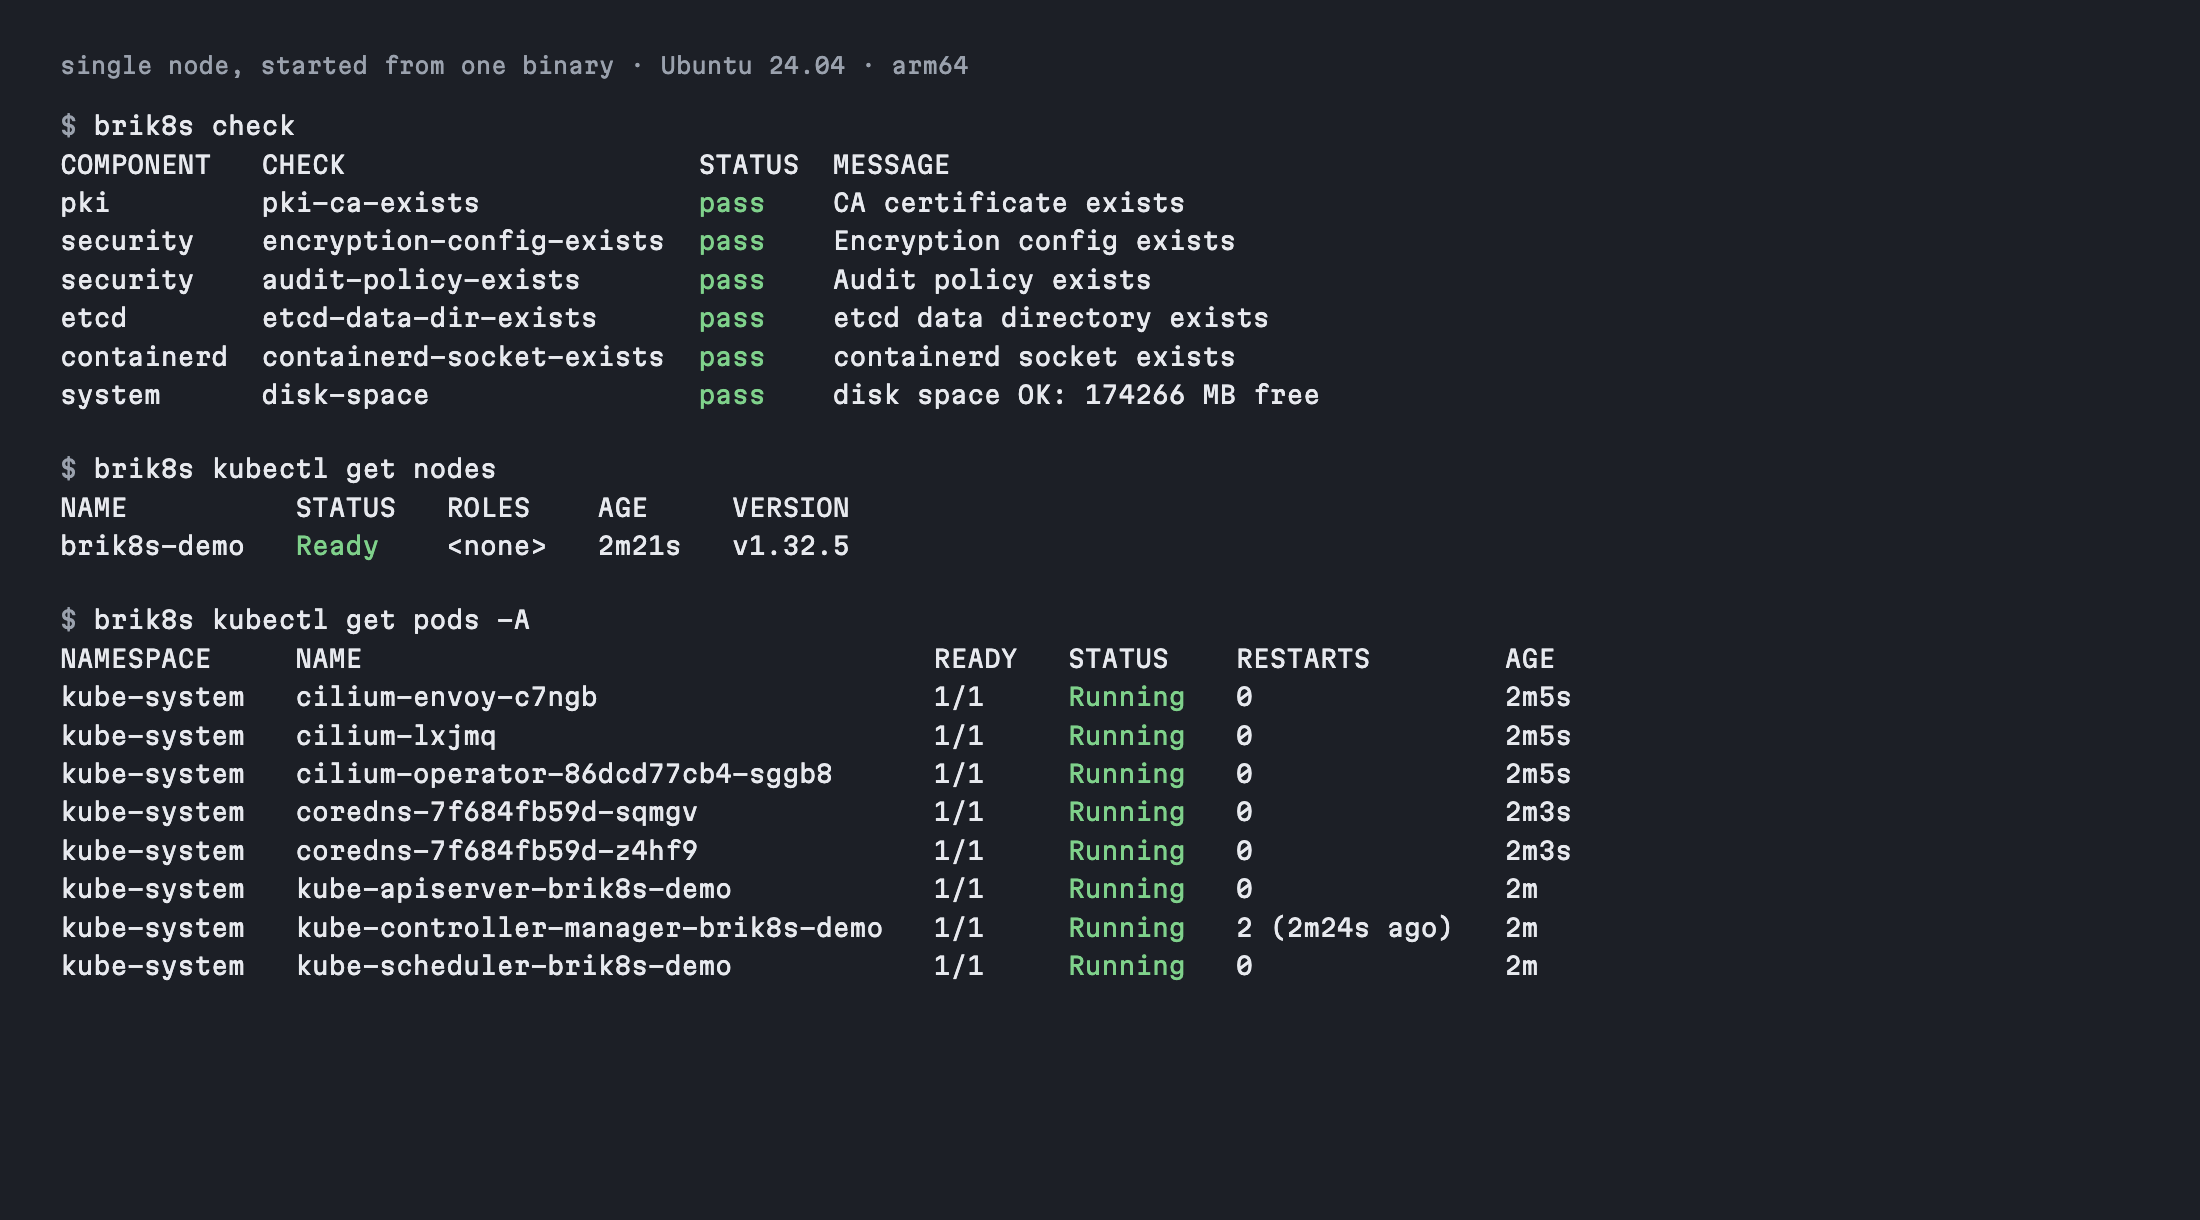 single node, started from one binary · Ubuntu 24.04 · arm64
$ brik8s check
COMPONENT   CHECK                     STATUS  MESSAGE
pki         pki-ca-exists             pass    CA certificate exists
security    encryption-config-exists  pass    Encryption config exists
security    audit-policy-exists       pass    Audit policy exists
etcd        etcd-data-dir-exists      pass    etcd data directory exists
containerd  containerd-socket-exists  pass    containerd socket exists
system      disk-space                pass    disk space OK: 174266 MB free
$ brik8s kubectl get nodes
NAME          STATUS   ROLES    AGE     VERSION
brik8s-demo   Ready    <none>   2m21s   v1.32.5
$ brik8s kubectl get pods -A
NAMESPACE     NAME                                  READY   STATUS    RESTARTS        AGE
kube-system   cilium-envoy-c7ngb                    1/1     Running   0               2m5s
kube-system   cilium-lxjmq                          1/1     Running   0               2m5s
kube-system   cilium-operator-86dcd77cb4-sggb8      1/1     Running   0               2m5s
kube-system   coredns-7f684fb59d-sqmgv              1/1     Running   0               2m3s
kube-system   coredns-7f684fb59d-z4hf9              1/1     Running   0               2m3s
kube-system   kube-apiserver-brik8s-demo            1/1     Running   0               2m
kube-system   kube-controller-manager-brik8s-demo   1/1     Running   2 (2m24s ago)   2m
kube-system   kube-scheduler-brik8s-demo            1/1     Running   0               2m